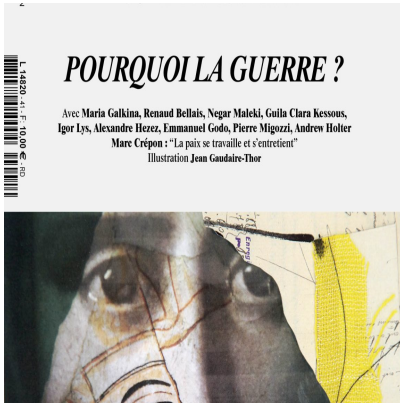 L 14820 - 41 - F: 10,00 € - RD
POURQUOI LA GUERRE ?
Avec Maria Galkina, Renaud Bellais, Negar Maleki, Guila Clara Kessous,
Igor Lys, Alexandre Hezez, Emmanuel Godo, Pierre Migozzi, Andrew Holter
Marc Crépon : “La paix se travaille et s’entretient”
Illustration Jean Gaudaire-Thor